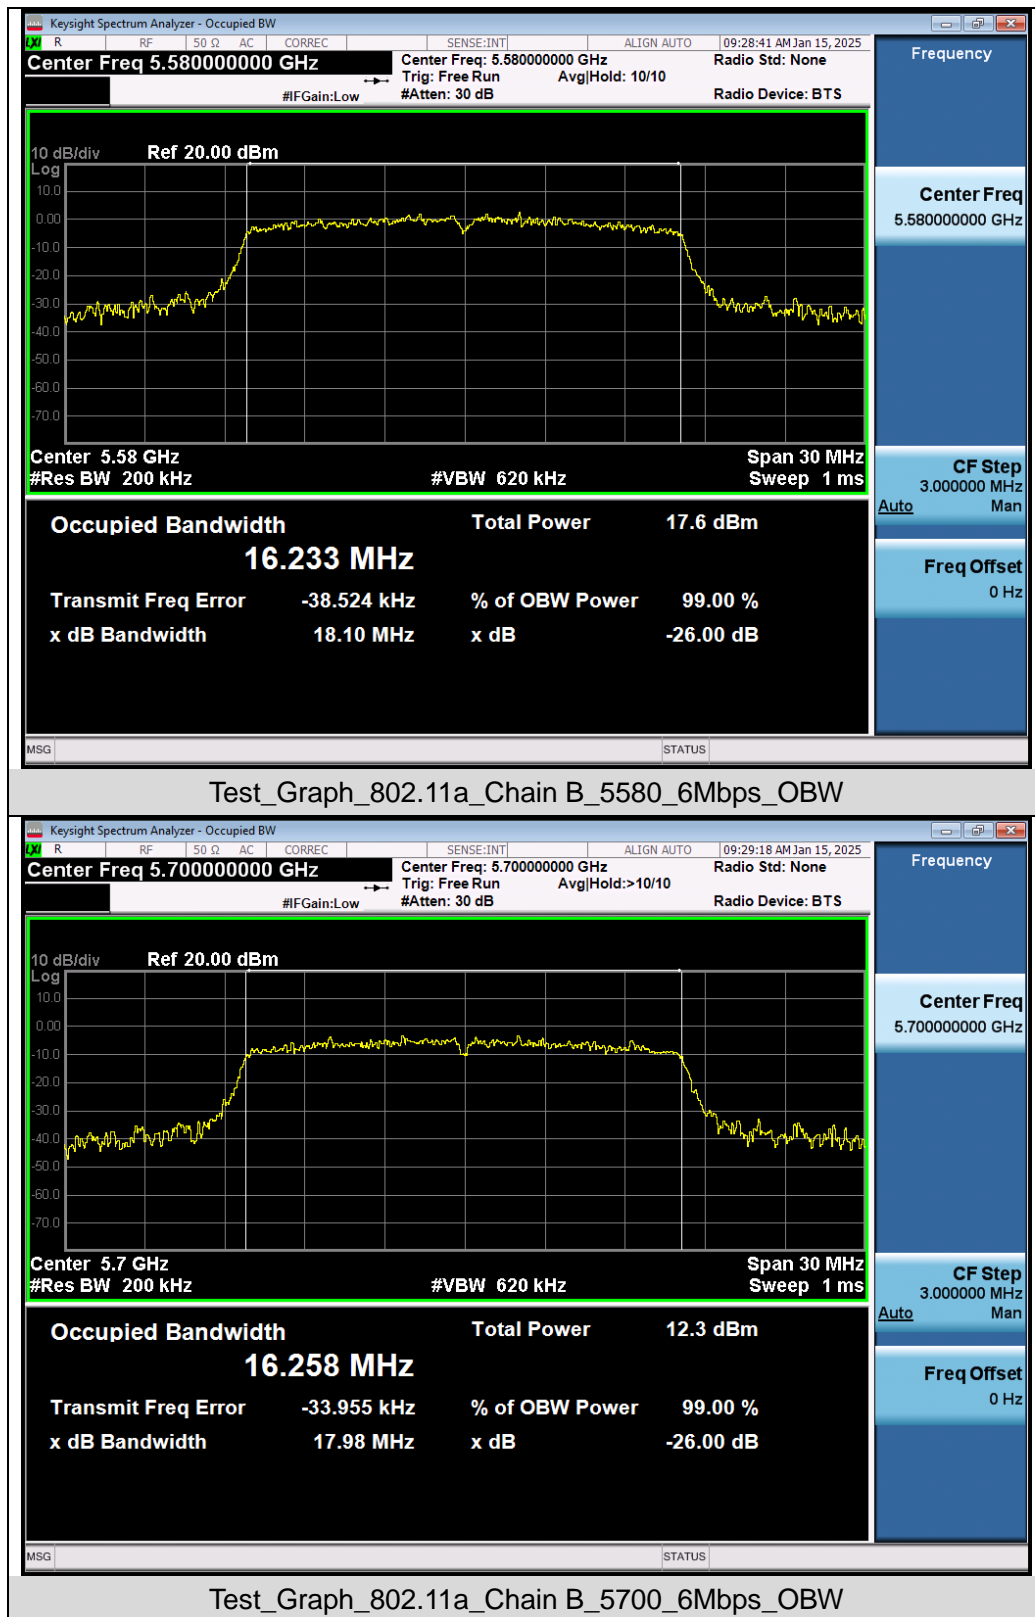 Keysight Spectrum Analyzer - Occupied BW
LXI R RF 50 Ω AC CORREC SENSE:INT ALIGN AUTO 09:28:41 AM Jan 15, 2025
Center Freq 5.580000000 GHz
Center Freq: 5.580000000 GHz
Radio Std: None
Trig: Free Run Avg|Hold: 10/10
#IFGain:Low
#Atten: 30 dB
Radio Device: BTS
Frequency
10 dB/div Ref 20.00 dBm
Log
10.0
0.00
-10.0
-20.0
-30.0
-40.0
-50.0
-60.0
-70.0
Center 5.58 GHz Span 30 MHz
#Res BW 200 kHz #VBW 620 kHz Sweep 1 ms
Center Freq
5.580000000 GHz
CF Step
3.000000 MHz
Auto Man
Freq Offset
0 Hz
Occupied Bandwidth Total Power 17.6 dBm
16.233 MHz
Transmit Freq Error -38.524 kHz % of OBW Power 99.00 %
x dB Bandwidth 18.10 MHz x dB -26.00 dB
MSG STATUS
Test_Graph_802.11a_Chain B_5580_6Mbps_OBW
Keysight Spectrum Analyzer - Occupied BW
LXI R RF 50 Ω AC CORREC SENSE:INT ALIGN AUTO 09:29:18 AM Jan 15, 2025
Center Freq 5.700000000 GHz
Center Freq: 5.700000000 GHz
Radio Std: None
Trig: Free Run Avg|Hold:>10/10
#IFGain:Low
#Atten: 30 dB
Radio Device: BTS
Frequency
10 dB/div Ref 20.00 dBm
Log
10.0
0.00
-10.0
-20.0
-30.0
-40.0
-50.0
-60.0
-70.0
Center 5.7 GHz Span 30 MHz
#Res BW 200 kHz #VBW 620 kHz Sweep 1 ms
Center Freq
5.700000000 GHz
CF Step
3.000000 MHz
Auto Man
Freq Offset
0 Hz
Occupied Bandwidth Total Power 12.3 dBm
16.258 MHz
Transmit Freq Error -33.955 kHz % of OBW Power 99.00 %
x dB Bandwidth 17.98 MHz x dB -26.00 dB
MSG STATUS
Test_Graph_802.11a_Chain B_5700_6Mbps_OBW